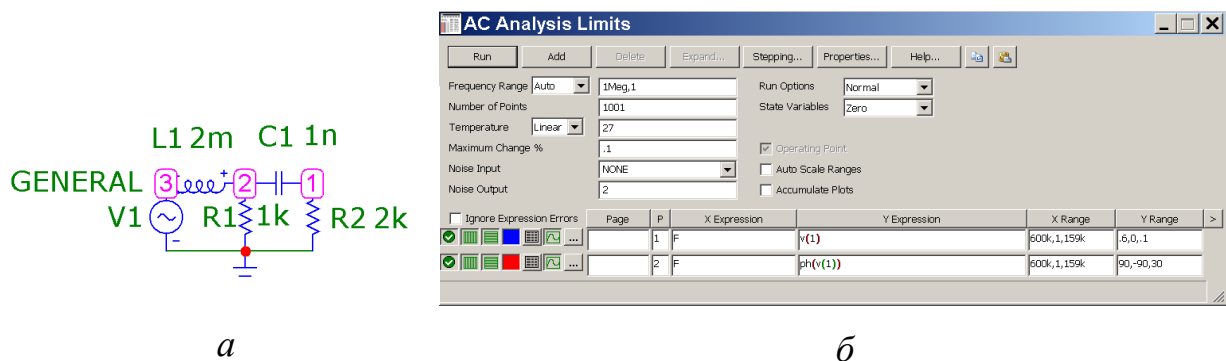 L1 2m C1 1n
GENERAL 3 2 1
V1 R1 1k R2 2k
а
AC Analysis Limits
Run Add Delete Expand... Stepping... Properties... Help...
Frequency Range Auto 1Meg,1 Run Options Normal
Number of Points 1001 State Variables Zero
Temperature Linear 27
Maximum Change % .1 Operating Point
Noise Input NONE Auto Scale Ranges
Noise Output 2 Accumulate Plots
Ignore Expression Errors Page P X Expression Y Expression X Range Y Range >
... 1 F v(1) 600k,1,159k .6,0,.1
... 2 F ph(v(1)) 600k,1,159k 90,-90,30
б